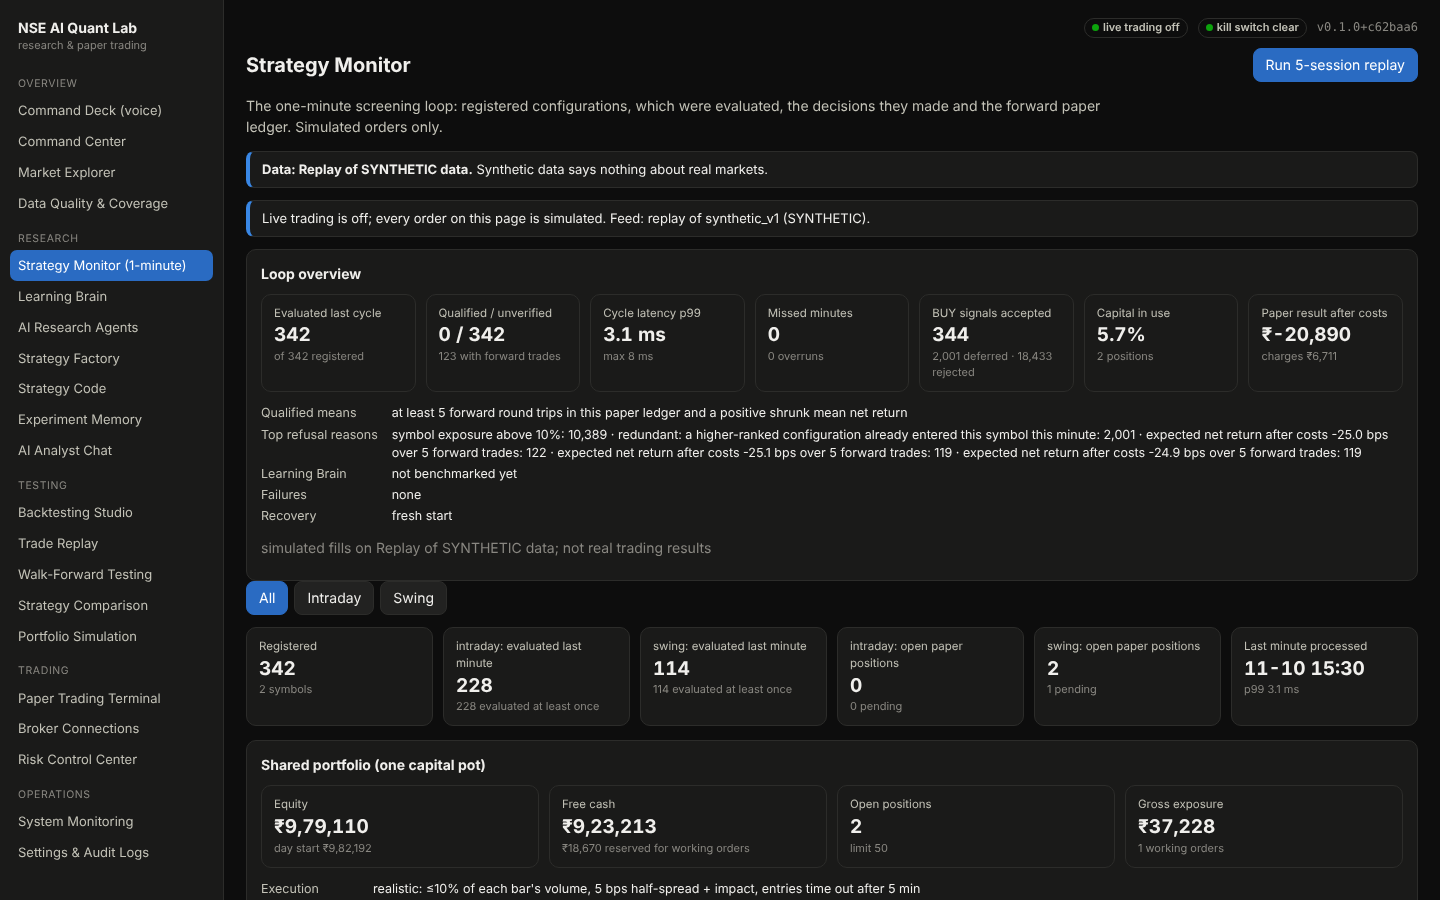 NSE AI Quant Lab
research & paper trading
OVERVIEW
Command Deck (voice)
Command Center
Market Explorer
Data Quality & Coverage
RESEARCH
Strategy Monitor (1-minute)
Learning Brain
AI Research Agents
Strategy Factory
Strategy Code
Experiment Memory
AI Analyst Chat
TESTING
Backtesting Studio
Trade Replay
Walk-Forward Testing
Strategy Comparison
Portfolio Simulation
TRADING
Paper Trading Terminal
Broker Connections
Risk Control Center
OPERATIONS
System Monitoring
Settings & Audit Logs
live trading off
kill switch clear
v0.1.0+c62baa6
Strategy Monitor
Run 5-session replay
The one-minute screening loop: registered configurations, which were evaluated, the decisions they made and the forward paper
ledger. Simulated orders only.
Data: Replay of SYNTHETIC data. Synthetic data says nothing about real markets.
Live trading is off; every order on this page is simulated. Feed: replay of synthetic_v1 (SYNTHETIC).
Loop overview
Evaluated last cycle
342
of 342 registered
Qualified / unverified
0 / 342
123 with forward trades
Cycle latency p99
3.1 ms
max 8 ms
Missed minutes
0
0 overruns
BUY signals accepted
344
2,001 deferred · 18,433
rejected
Capital in use
5.7%
2 positions
Paper result after costs
₹-20,890
charges ₹6,711
Qualified means at least 5 forward round trips in this paper ledger and a positive shrunk mean net return
Top refusal reasons symbol exposure above 10%: 10,389 · redundant: a higher-ranked configuration already entered this symbol this minute: 2,001 · expected net return after costs -25.0 bps
over 5 forward trades: 122 · expected net return after costs -25.1 bps over 5 forward trades: 119 · expected net return after costs -24.9 bps over 5 forward trades: 119
Learning Brain not benchmarked yet
Failures none
Recovery fresh start
simulated fills on Replay of SYNTHETIC data; not real trading results
All
Intraday
Swing
Registered
342
2 symbols
intraday: evaluated last
minute
228
228 evaluated at least once
swing: evaluated last minute
114
114 evaluated at least once
intraday: open paper
positions
0
0 pending
swing: open paper positions
2
1 pending
Last minute processed
11-10 15:30
p99 3.1 ms
Shared portfolio (one capital pot)
Equity
₹9,79,110
day start ₹9,82,192
Free cash
₹9,23,213
₹18,670 reserved for working orders
Open positions
2
limit 50
Gross exposure
₹37,228
1 working orders
Execution realistic: ≤10% of each bar's volume, 5 bps half-spread + impact, entries time out after 5 min